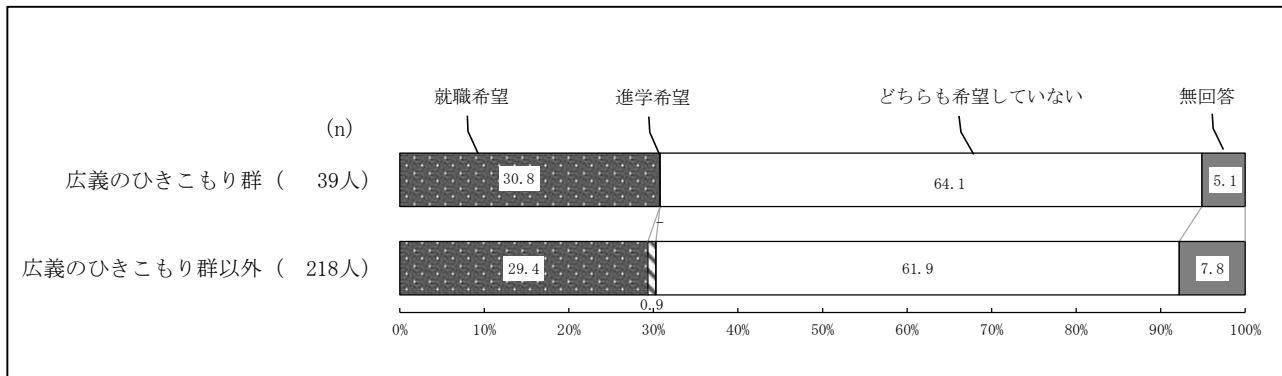 就職希望 進学希望 どちらも希望していない 無回答
(n)
広義のひきこもり群（ 39人） 30.8 - 64.1 5.1
広義のひきこもり群以外（ 218人） 29.4 0.9 61.9 7.8
0% 10% 20% 30% 40% 50% 60% 70% 80% 90% 100%